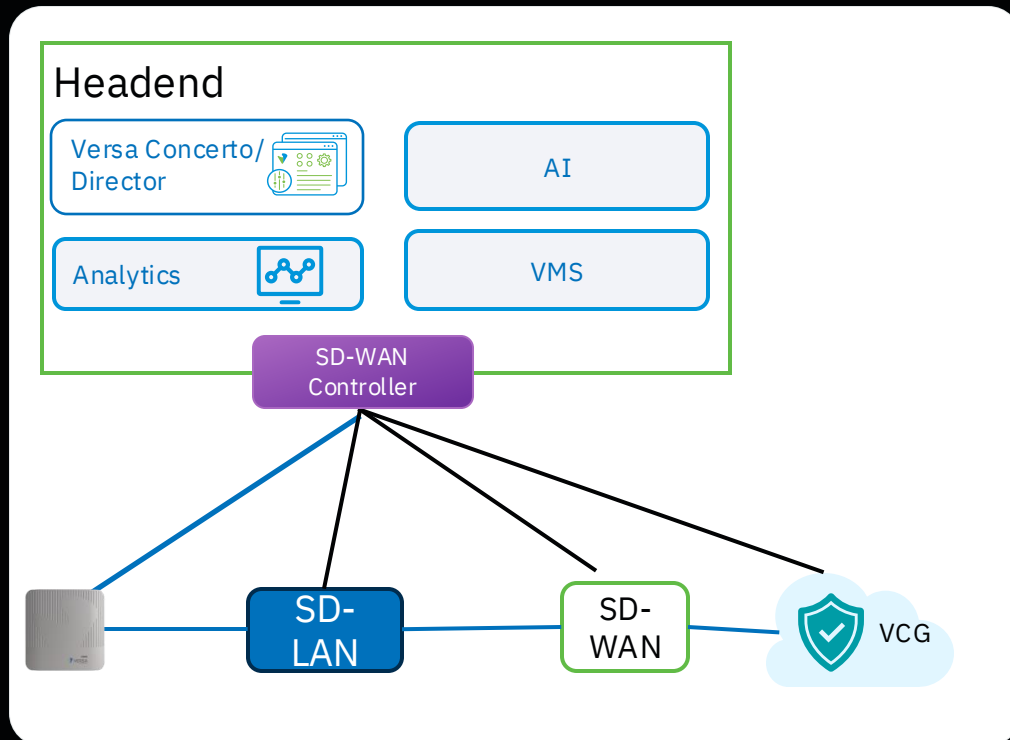 Headend
Versa Concerto/
Director
AI
Analytics
VMS
SD-WAN
Controller
SD-
LAN
SD-
WAN
VCG